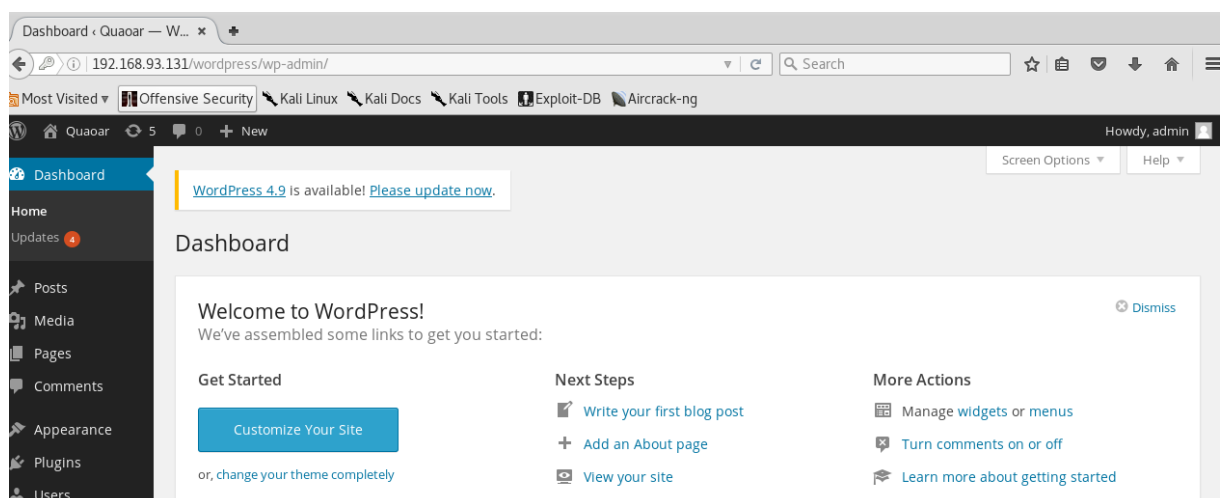 Dashboard ‹ Quaoar — W...
192.168.93.131/wordpress/wp-admin/
Search
Most Visited
Offensive Security
Kali Linux
Kali Docs
Kali Tools
Exploit-DB
Aircrack-ng
Quaoar
5
0
New
Howdy, admin
Dashboard
Home
Updates 4
Posts
Media
Pages
Comments
Appearance
Plugins
Users
Screen Options
Help
WordPress 4.9 is available! Please update now.
Dashboard
Welcome to WordPress!
We’ve assembled some links to get you started:
Dismiss
Get Started
Customize Your Site
or, change your theme completely
Next Steps
Write your first blog post
Add an About page
View your site
More Actions
Manage widgets or menus
Turn comments on or off
Learn more about getting started